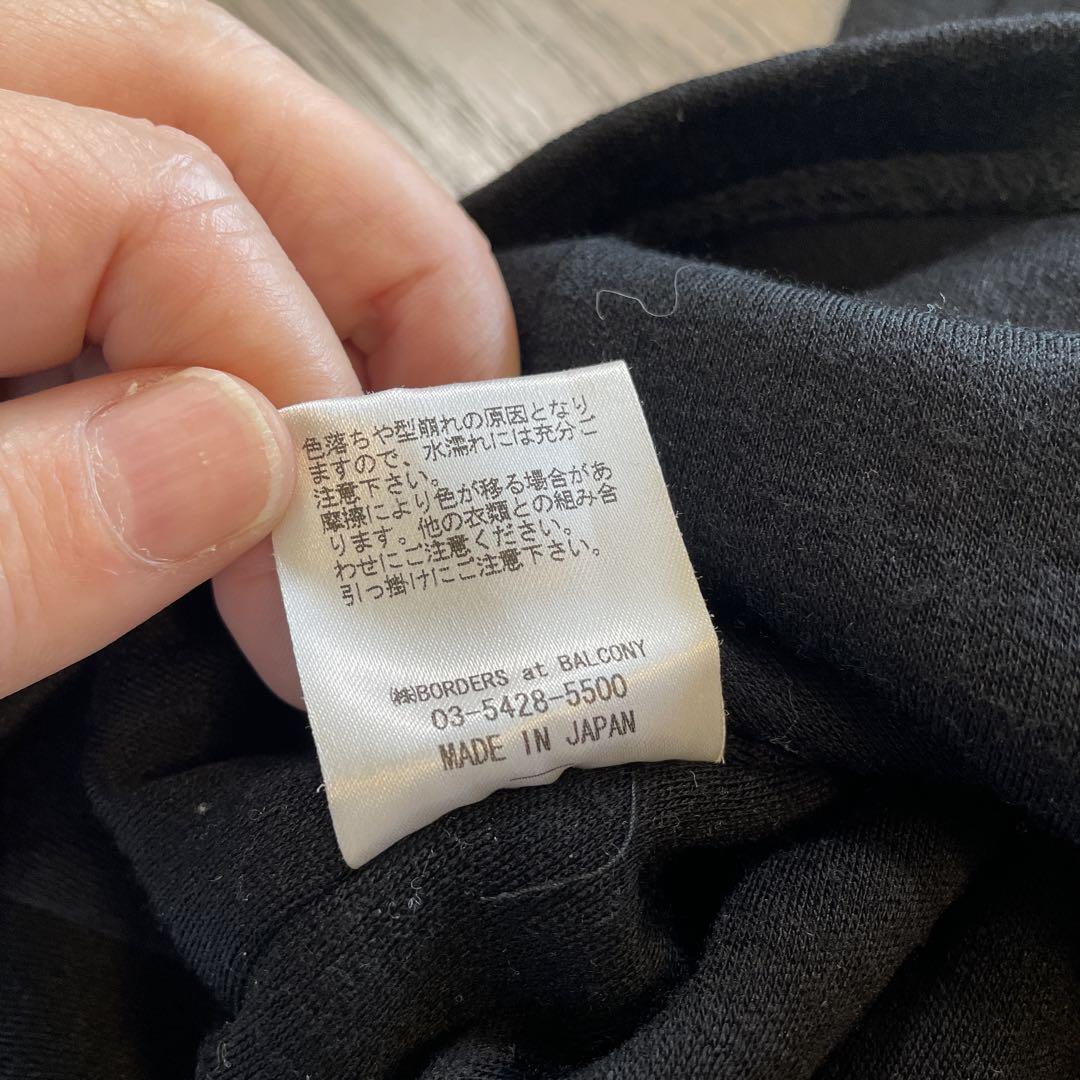 色落ちや型崩れの原因となり
ますので、水濡れには充分ご
注意下さい。
摩擦により色が移る場合があ
ります。他の衣類との組み合
わせにご注意ください。
引っ掛けにご注意下さい。
㈱BORDERS at BALCONY
03-5428-5500
MADE IN JAPAN